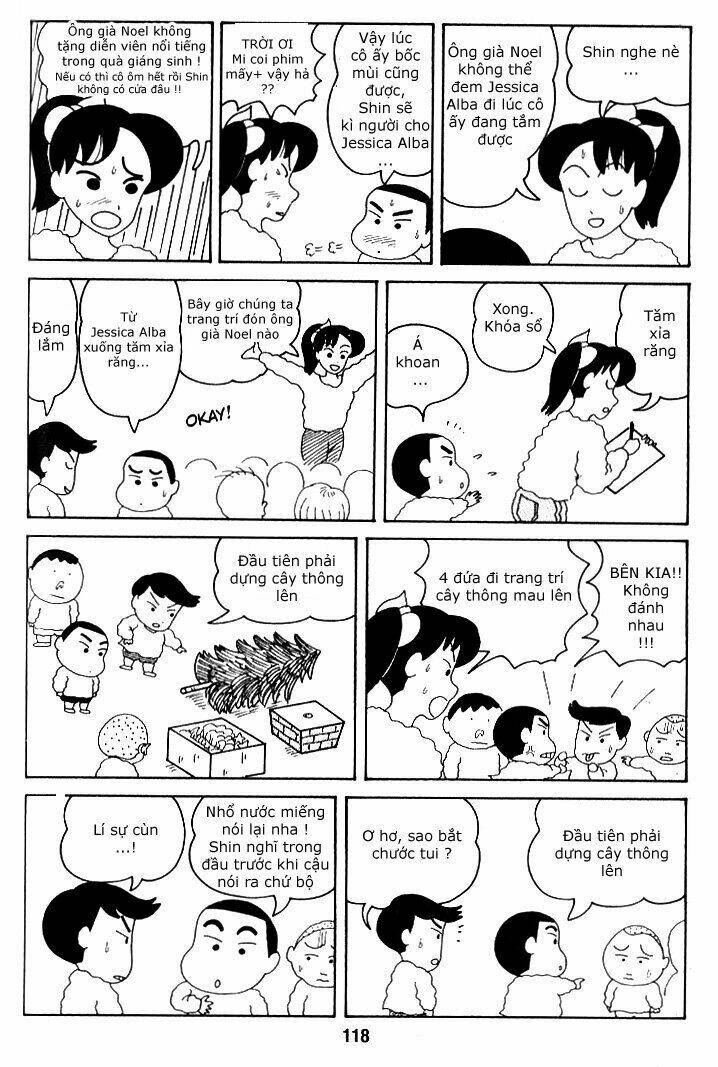 Shin nghe nè
...
Ông già Noel
không thể
đem Jessica
Alba đi lúc cô
ấy đang tắm
được
Vậy lúc
cô ấy bốc
mùi cũng
được,
Shin sẽ
kì người cho
Jessica Alba
...
TRỜI ƠI
Mi coi phim
mấy+ vậy hả
??
Ông già Noel không
tặng diễn viên nổi tiếng
trong quà giáng sinh !
Nếu có thì cô ôm hết rồi Shin
không có cửa đâu !!
Tăm
xỉa
răng
Xong.
Khóa sổ
Á
khoan
...
Bây giờ chúng ta
trang trí đón ông
già Noel nào
OKAY!
Từ
Jessica Alba
xuống tăm xỉa
răng...
Đáng
lắm
BÊN KIA!!
Không
đánh
nhau
!!!
4 đứa đi trang trí
cây thông mau lên
Đầu tiên phải
dựng cây thông
lên
Đầu tiên phải
dựng cây thông
lên
Ơ hơ, sao bắt
chước tui ?
Nhổ nước miếng
nói lại nha !
Shin nghĩ trong
đầu trước khi cậu
nói ra chứ bộ
Lí sự cùn
...!
118